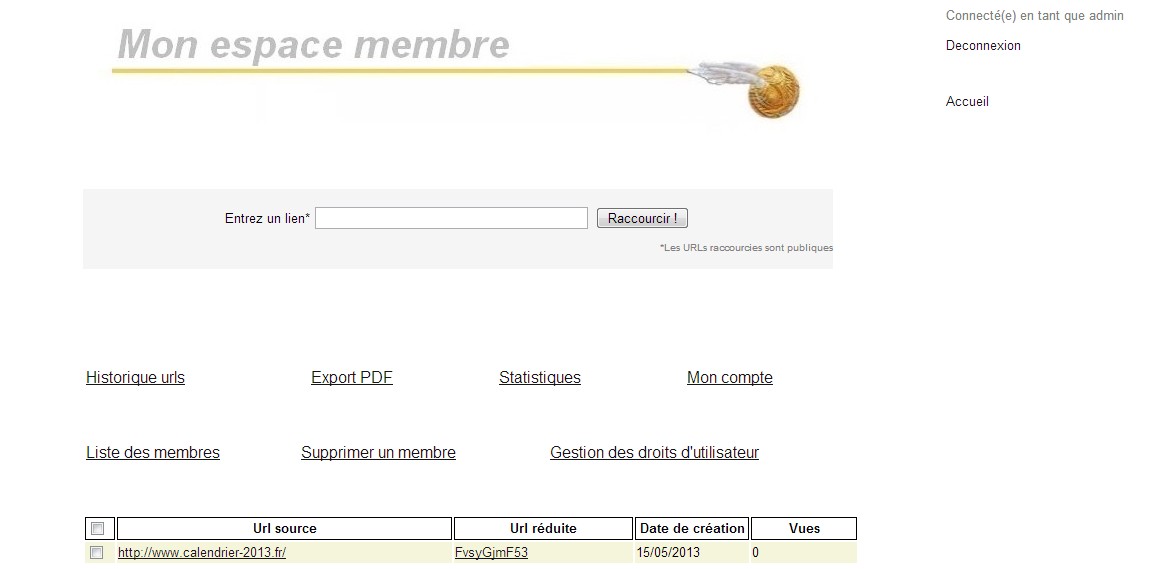 Connecté(e) en tant que admin
Mon espace membre
Deconnexion
Accueil
Entrez un lien* Raccourcir !
*Les URLs raccourcies sont publiques
Historique urls Export PDF Statistiques Mon compte
Liste des membres Supprimer un membre Gestion des droits d'utilisateur
Url source Url réduite Date de création Vues
http://www.calendrier-2013.fr/ FvsyGjmF53 15/05/2013 0